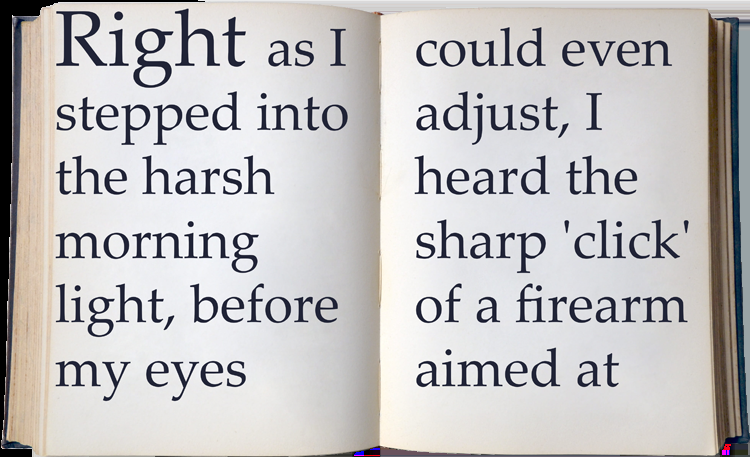 Right as I
stepped into
the harsh
morning
light, before
my eyes
could even
adjust, I
heard the
sharp 'click'
of a firearm
aimed at